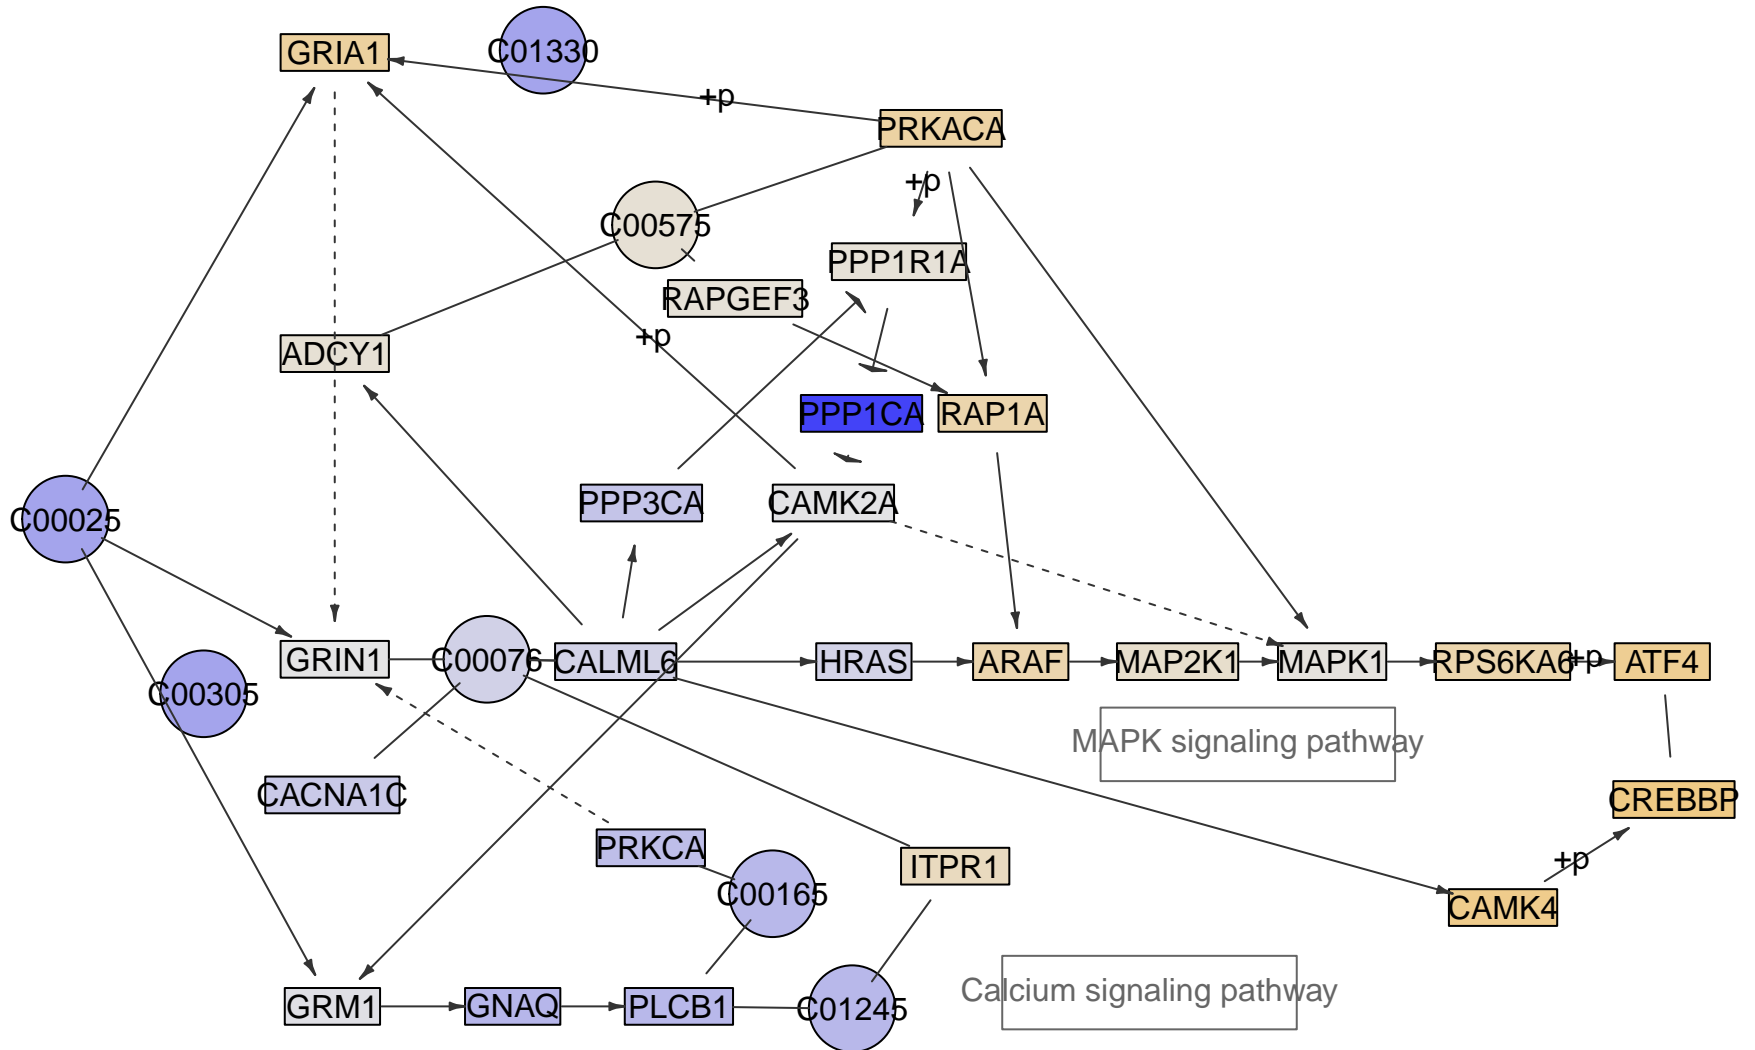 GRIA1
C01330
+p
PRKACA
+p
C00575
PPP1R1A
RAPGEF3
+p
ADCY1
PPP1CA
RAP1A
C00025
PPP3CA
CAMK2A
GRIN1
C00076
CALML6
HRAS
ARAF
MAP2K1
MAPK1
RPS6KA6
+p
ATF4
C00305
MAPK signaling pathway
CACNA1C
CREBBP
PRKCA
ITPR1
+p
C00165
CAMK4
Calcium signaling pathway
GRM1
GNAQ
PLCB1
C01245